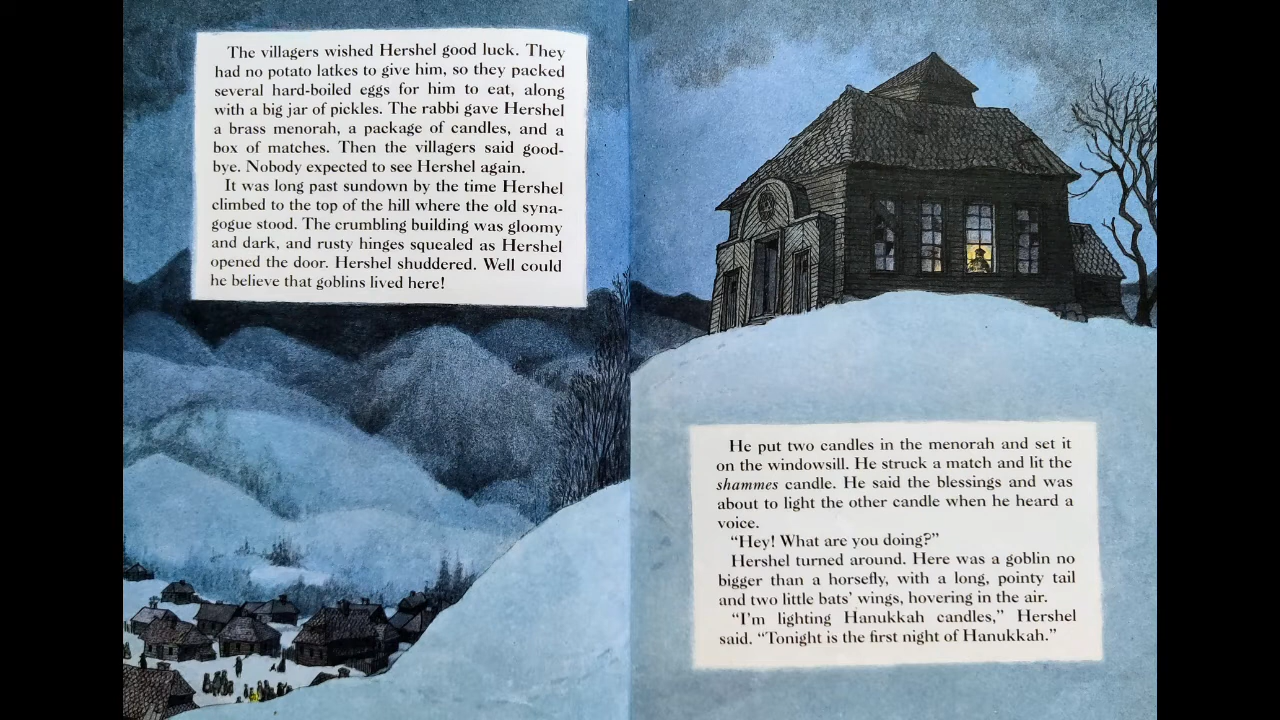 The villagers wished Hershel good luck. They
had no potato latkes to give him, so they packed
several hard-boiled eggs for him to eat, along
with a big jar of pickles. The rabbi gave Hershel
a brass menorah, a package of candles, and a
box of matches. Then the villagers said good-
bye. Nobody expected to see Hershel again.
It was long past sundown by the time Hershel
climbed to the top of the hill where the old syna-
gogue stood. The crumbling building was gloomy
and dark, and rusty hinges squealed as Hershel
opened the door. Hershel shuddered. Well could
he believe that goblins lived here!
He put two candles in the menorah and set it
on the windowsill. He struck a match and lit the
shammes candle. He said the blessings and was
about to light the other candle when he heard a
voice.
“Hey! What are you doing?”
Hershel turned around. Here was a goblin no
bigger than a horsefly, with a long, pointy tail
and two little bats’ wings, hovering in the air.
“I’m lighting Hanukkah candles,” Hershel
said. “Tonight is the first night of Hanukkah.”